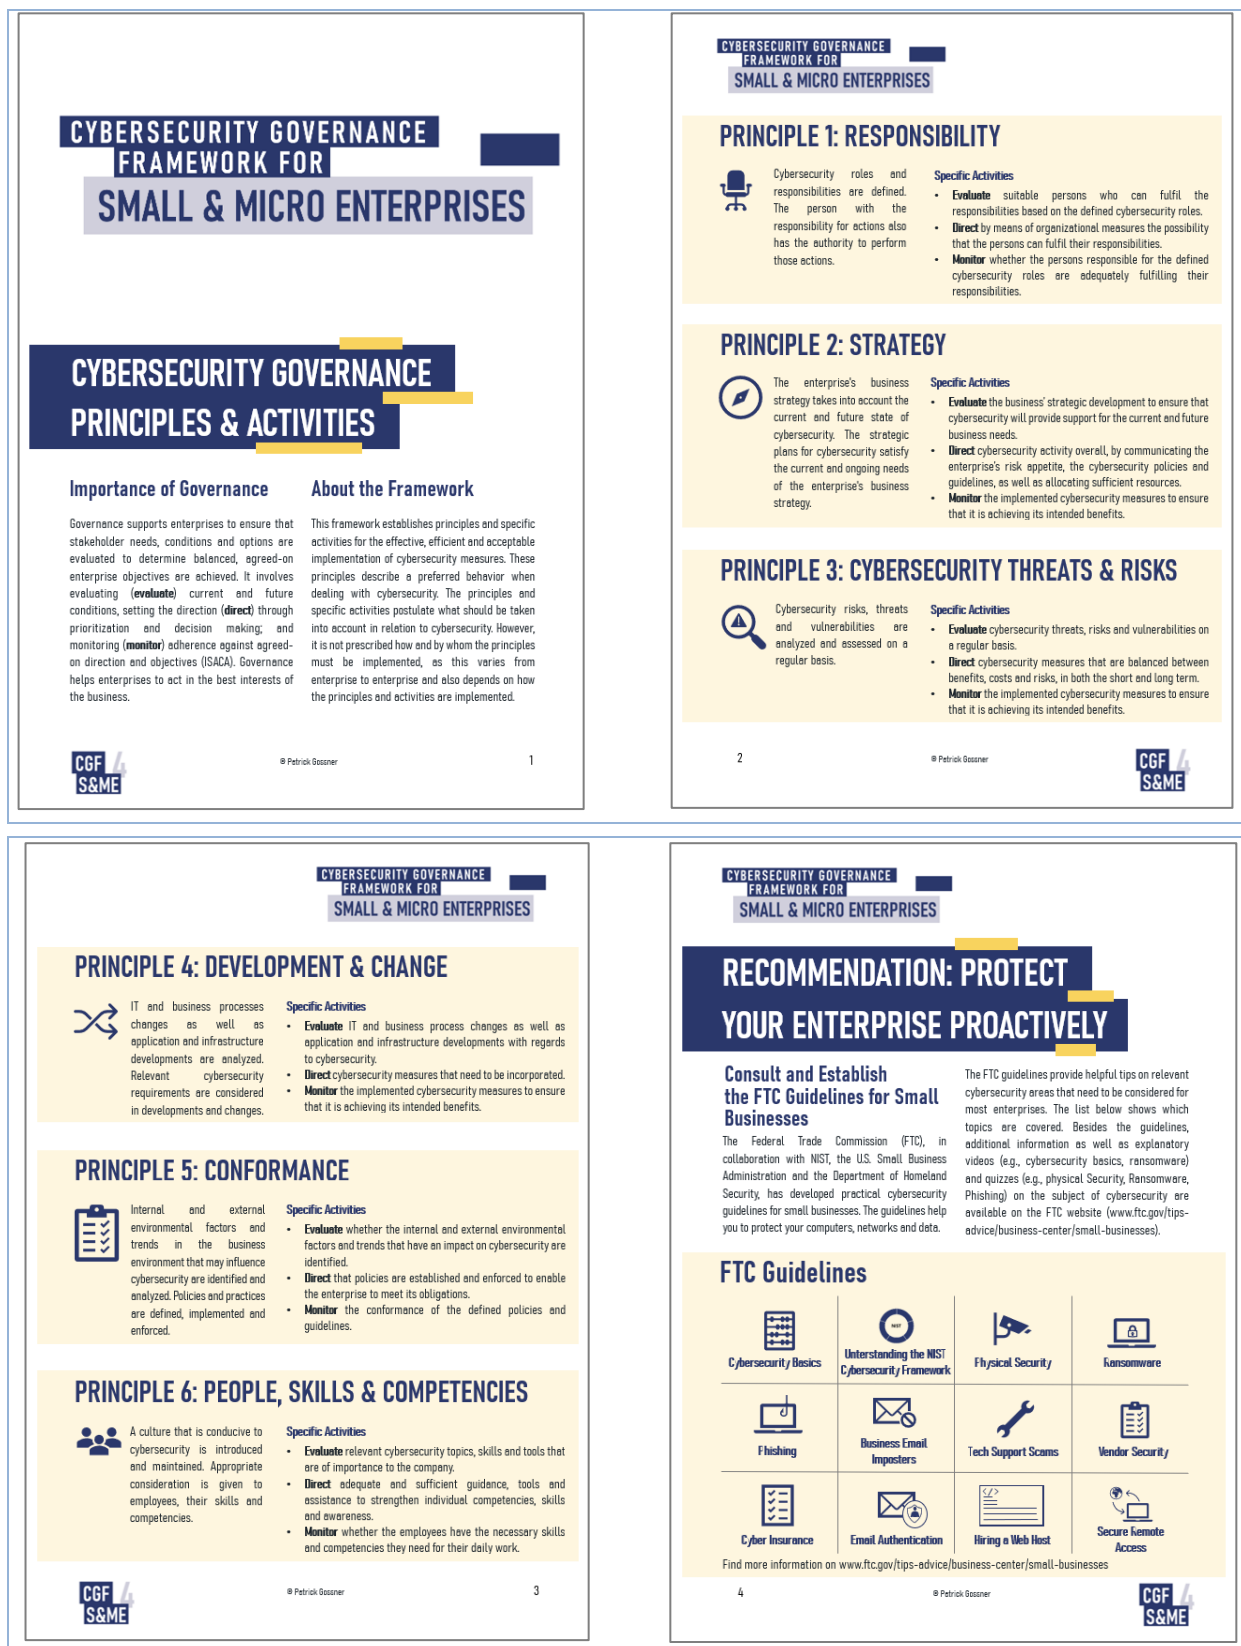 CYBERSECURITY GOVERNANCE
FRAMEWORK FOR
SMALL & MICRO ENTERPRISES
CYBERSECURITY GOVERNANCE
PRINCIPLES & ACTIVITIES
Importance of Governance
Governance supports enterprises to ensure that
stakeholder needs, conditions and options are
evaluated to determine balanced, agreed-on
enterprise objectives are achieved. It involves
evaluating (evaluate) current and future
conditions, setting the direction (direct) through
prioritization and decision making; and
monitoring (monitor) adherence against agreed-
on direction and objectives (ISACA). Governance
helps enterprises to act in the best interests of
the business.
About the Framework
This framework establishes principles and specific
activities for the effective, efficient and acceptable
implementation of cybersecurity measures. These
principles describe a preferred behavior when
dealing with cybersecurity. The principles and
specific activities postulate what should be taken
into account in relation to cybersecurity. However,
it is not prescribed how and by whom the principles
must be implemented, as this varies from
enterprise to enterprise and also depends on how
the principles and activities are implemented.
CGF 4
S&ME
© Patrick Gossner
1
CYBERSECURITY GOVERNANCE
FRAMEWORK FOR
SMALL & MICRO ENTERPRISES
PRINCIPLE 1: RESPONSIBILITY
Cybersecurity roles and
responsibilities are defined.
The person with the
responsibility for actions also
has the authority to perform
those actions.
Specific Activities
• Evaluate suitable persons who can fulfil the
responsibilities based on the defined cybersecurity roles.
• Direct by means of organizational measures the possibility
that the persons can fulfil their responsibilities.
• Monitor whether the persons responsible for the defined
cybersecurity roles are adequately fulfilling their
responsibilities.
PRINCIPLE 2: STRATEGY
The enterprise's business
strategy takes into account the
current and future state of
cybersecurity. The strategic
plans for cybersecurity satisfy
the current and ongoing needs
of the enterprise's business
strategy.
Specific Activities
• Evaluate the business' strategic development to ensure that
cybersecurity will provide support for the current and future
business needs.
• Direct cybersecurity activity overall, by communicating the
enterprise's risk appetite, the cybersecurity policies and
guidelines, as well as allocating sufficient resources.
• Monitor the implemented cybersecurity measures to ensure
that it is achieving its intended benefits.
PRINCIPLE 3: CYBERSECURITY THREATS & RISKS
Cybersecurity risks, threats
and vulnerabilities are
analyzed and assessed on a
regular basis.
Specific Activities
• Evaluate cybersecurity threats, risks and vulnerabilities on
a regular basis.
• Direct cybersecurity measures that are balanced between
benefits, costs and risks, in both the short and long term.
• Monitor the implemented cybersecurity measures to ensure
that it is achieving its intended benefits.
2
© Patrick Gossner
CGF 4
S&ME
CYBERSECURITY GOVERNANCE
FRAMEWORK FOR
SMALL & MICRO ENTERPRISES
PRINCIPLE 4: DEVELOPMENT & CHANGE
IT and business processes
changes as well as
application and infrastructure
developments are analyzed.
Relevant cybersecurity
requirements are considered
in developments and changes.
Specific Activities
• Evaluate IT and business process changes as well as
application and infrastructure developments with regards
to cybersecurity.
• Direct cybersecurity measures that need to be incorporated.
• Monitor the implemented cybersecurity measures to ensure
that it is achieving its intended benefits.
PRINCIPLE 5: CONFORMANCE
Internal and external
environmental factors and
trends in the business
environment that may influence
cybersecurity are identified and
analyzed. Policies and practices
are defined, implemented and
enforced.
Specific Activities
• Evaluate whether the internal and external environmental
factors and trends that have an impact on cybersecurity are
identified.
• Direct that policies are established and enforced to enable
the enterprise to meet its obligations.
• Monitor the conformance of the defined policies and
guidelines.
PRINCIPLE 6: PEOPLE, SKILLS & COMPETENCIES
A culture that is conducive to
cybersecurity is introduced
and maintained. Appropriate
consideration is given to
employees, their skills and
competencies.
Specific Activities
• Evaluate relevant cybersecurity topics, skills and tools that
are of importance to the company.
• Direct adequate and sufficient guidance, tools and
assistance to strengthen individual competencies, skills
and awareness.
• Monitor whether the employees have the necessary skills
and competencies they need for their daily work.
CGF 4
S&ME
© Patrick Gossner
3
CYBERSECURITY GOVERNANCE
FRAMEWORK FOR
SMALL & MICRO ENTERPRISES
RECOMMENDATION: PROTECT
YOUR ENTERPRISE PROACTIVELY
Consult and Establish
the FTC Guidelines for Small
Businesses
The Federal Trade Commission (FTC), in
collaboration with NIST, the U.S. Small Business
Administration and the Department of Homeland
Security, has developed practical cybersecurity
guidelines for small businesses. The guidelines help
you to protect your computers, networks and data.
The FTC guidelines provide helpful tips on relevant
cybersecurity areas that need to be considered for
most enterprises. The list below shows which
topics are covered. Besides the guidelines,
additional information as well as explanatory
videos (e.g., cybersecurity basics, ransomware)
and quizzes (e.g., physical Security, Ransomware,
Phishing) on the subject of cybersecurity are
available on the FTC website (www.ftc.gov/tips-
advice/business-center/small-businesses).
FTC Guidelines
Cybersecurity Basics
NIST
Unterstanding the NIST
Cybersecurity Framework
Physical Security
Ransomware
Phishing
Business Email
Imposters
Tech Support Scams
Vendor Security
Cyber Insurance
Email Authentication
</>
Hiring a Web Host
Secure Remote
Access
Find more information on www.ftc.gov/tips-advice/business-center/small-businesses
4
© Patrick Gossner
CGF 4
S&ME